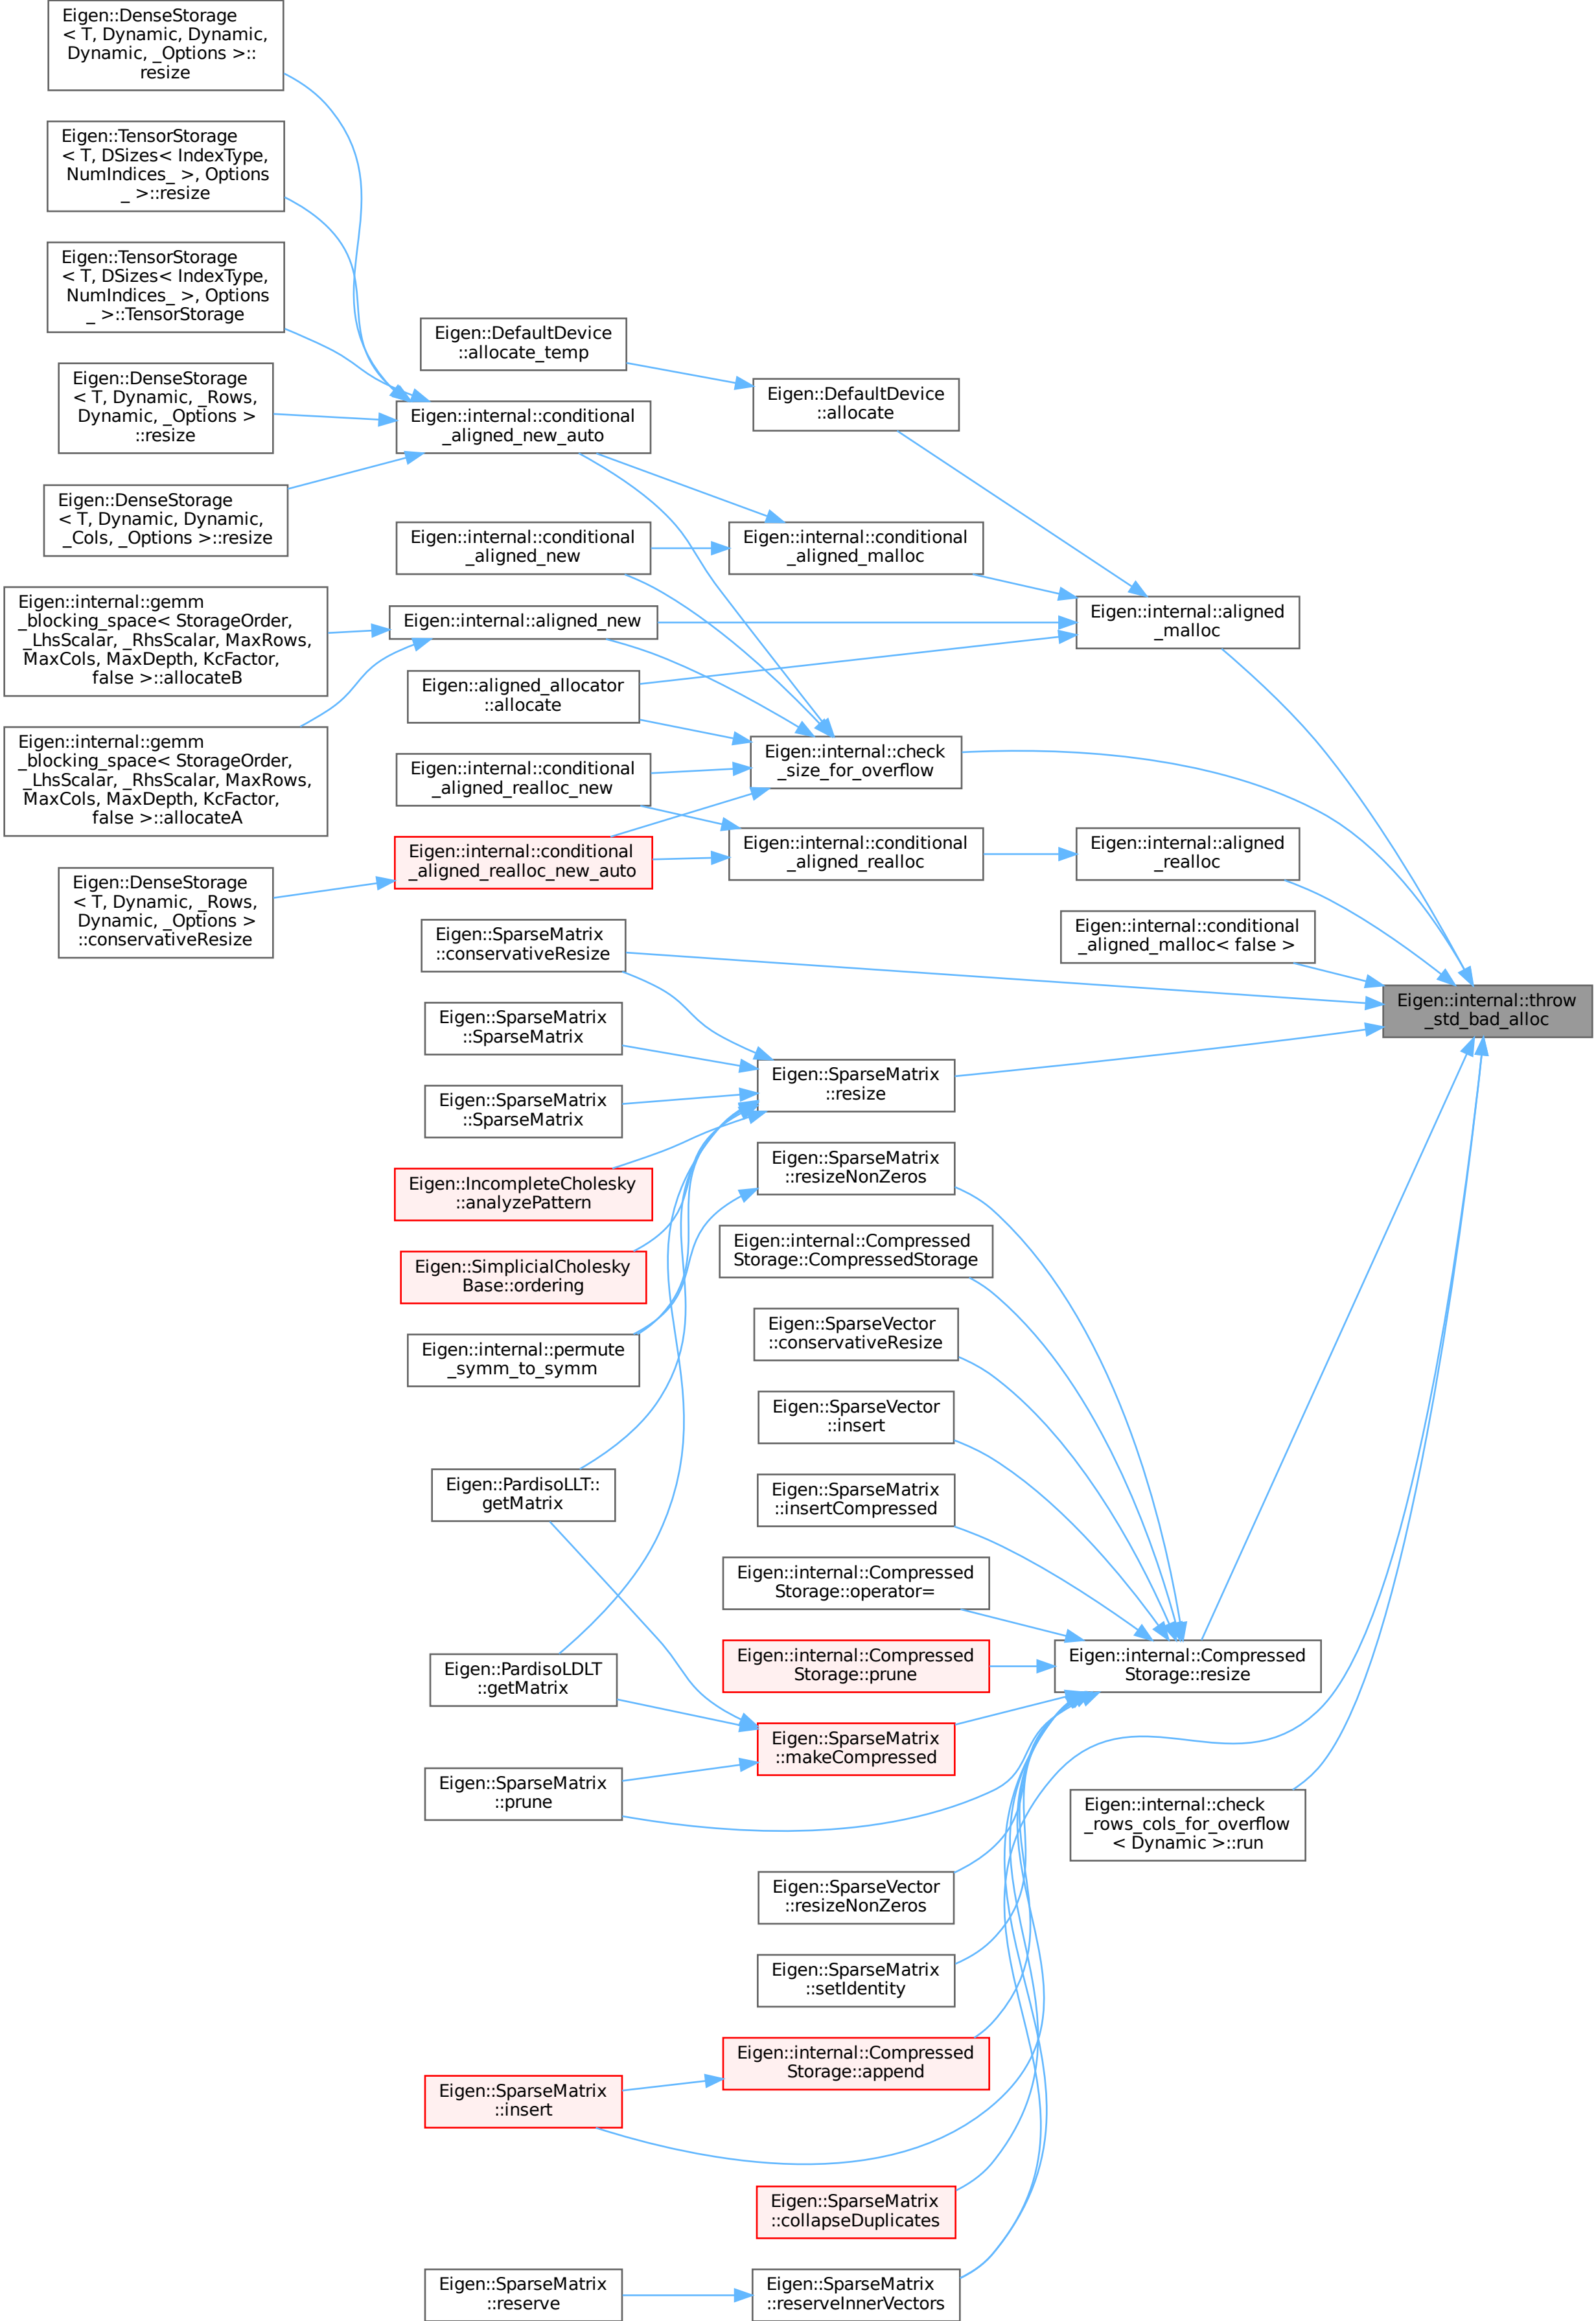 Eigen::DenseStorage
< T, Dynamic, Dynamic,
Dynamic, _Options >::
resize
Eigen::TensorStorage
< T, DSizes< IndexType,
NumIndices_ >, Options
_ >::resize
Eigen::TensorStorage
< T, DSizes< IndexType,
NumIndices_ >, Options
_ >::TensorStorage
Eigen::DenseStorage
< T, Dynamic, _Rows,
Dynamic, _Options >
::resize
Eigen::DenseStorage
< T, Dynamic, Dynamic,
_Cols, _Options >::resize
Eigen::internal::gemm
_blocking_space< StorageOrder,
_LhsScalar, _RhsScalar, MaxRows,
MaxCols, MaxDepth, KcFactor,
false >::allocateB
Eigen::internal::gemm
_blocking_space< StorageOrder,
_LhsScalar, _RhsScalar, MaxRows,
MaxCols, MaxDepth, KcFactor,
false >::allocateA
Eigen::DenseStorage
< T, Dynamic, _Rows,
Dynamic, _Options >
::conservativeResize
Eigen::DefaultDevice
::allocate_temp
Eigen::internal::conditional
_aligned_new_auto
Eigen::internal::conditional
_aligned_new
Eigen::internal::aligned_new
Eigen::aligned_allocator
::allocate
Eigen::internal::conditional
_aligned_realloc_new
Eigen::internal::conditional
_aligned_realloc_new_auto
Eigen::SparseMatrix
::conservativeResize
Eigen::SparseMatrix
::SparseMatrix
Eigen::SparseMatrix
::SparseMatrix
Eigen::IncompleteCholesky
::analyzePattern
Eigen::SimplicialCholesky
Base::ordering
Eigen::internal::permute
_symm_to_symm
Eigen::PardisoLLT::
getMatrix
Eigen::PardisoLDLT
::getMatrix
Eigen::SparseMatrix
::prune
Eigen::SparseMatrix
::insert
Eigen::SparseMatrix
::reserve
Eigen::DefaultDevice
::allocate
Eigen::internal::conditional
_aligned_malloc
Eigen::internal::check
_size_for_overflow
Eigen::internal::conditional
_aligned_realloc
Eigen::SparseMatrix
::resize
Eigen::SparseMatrix
::resizeNonZeros
Eigen::internal::Compressed
Storage::CompressedStorage
Eigen::SparseVector
::conservativeResize
Eigen::SparseVector
::insert
Eigen::SparseMatrix
::insertCompressed
Eigen::internal::Compressed
Storage::operator=
Eigen::internal::Compressed
Storage::prune
Eigen::SparseMatrix
::makeCompressed
Eigen::SparseVector
::resizeNonZeros
Eigen::SparseMatrix
::setIdentity
Eigen::internal::Compressed
Storage::append
Eigen::SparseMatrix
::collapseDuplicates
Eigen::SparseMatrix
::reserveInnerVectors
Eigen::internal::aligned
_malloc
Eigen::internal::aligned
_realloc
Eigen::internal::conditional
_aligned_malloc< false >
Eigen::internal::Compressed
Storage::resize
Eigen::internal::check
_rows_cols_for_overflow
< Dynamic >::run
Eigen::internal::throw
_std_bad_alloc